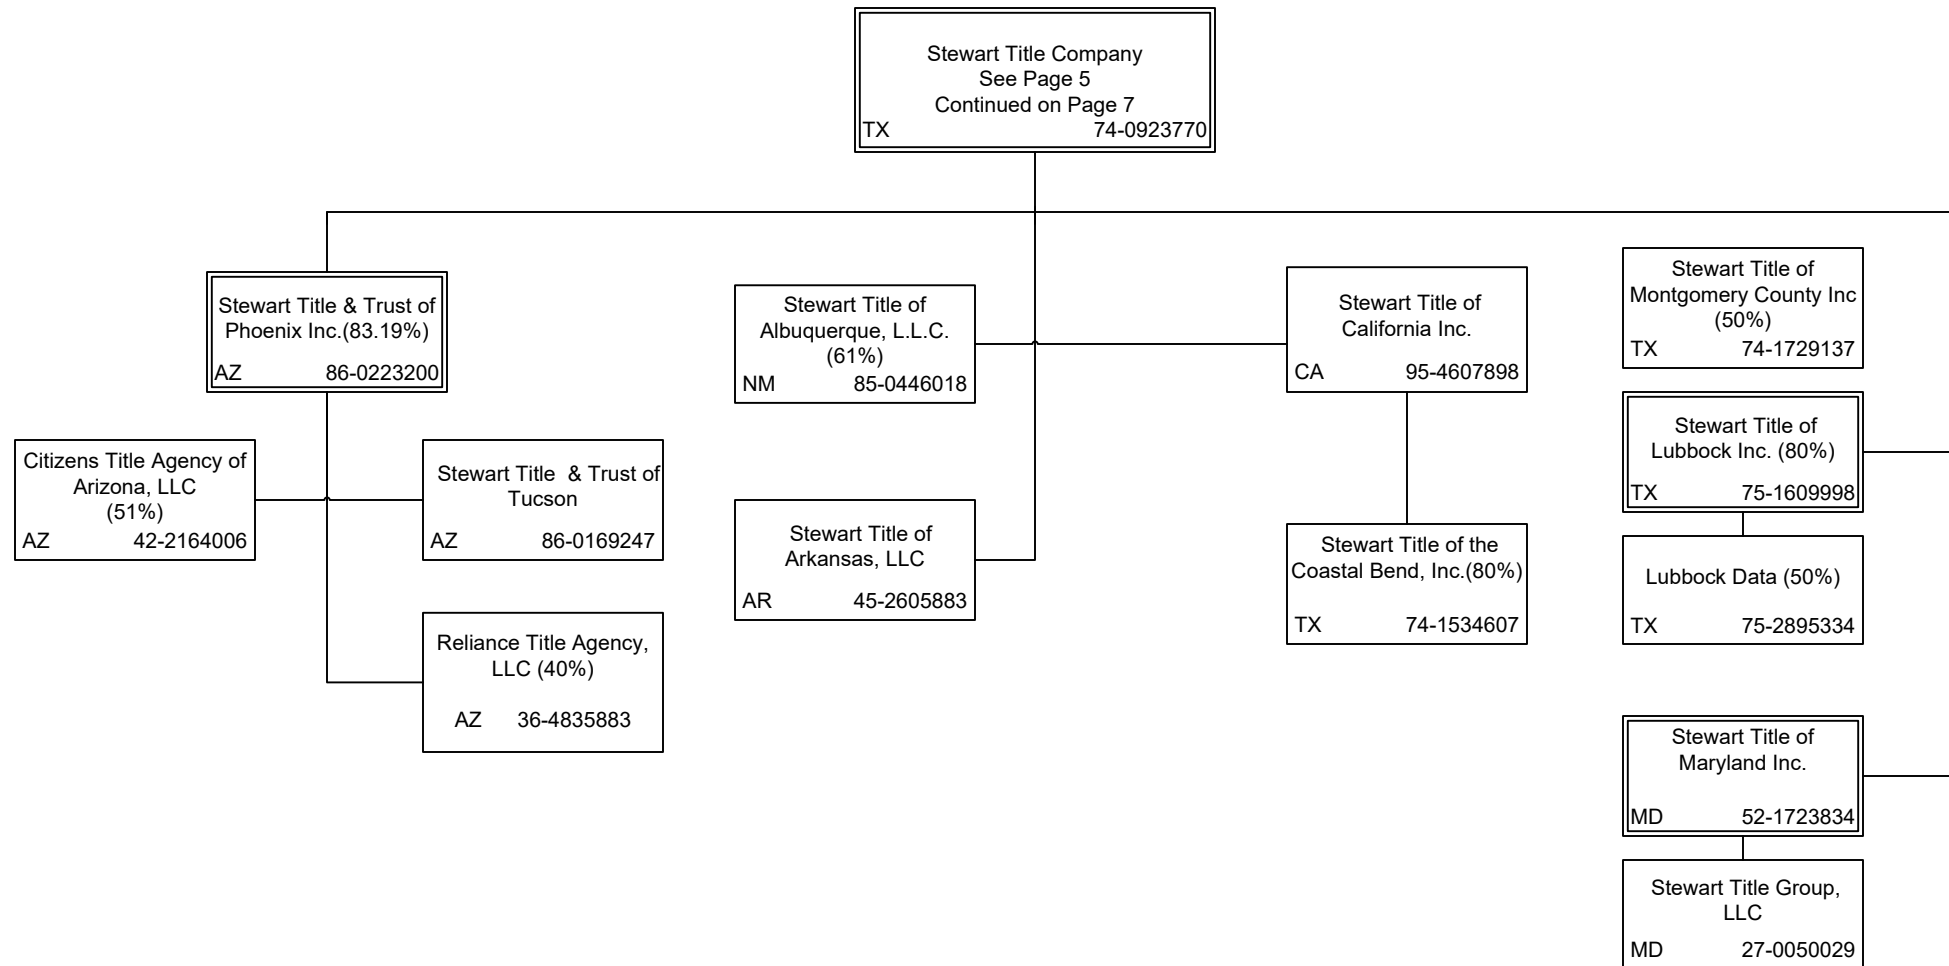 Stewart Title Company
See Page 5
Continued on Page 7
TX 74-0923770
Stewart Title & Trust of
Phoenix Inc.(83.19%)
AZ 86-0223200
Citizens Title Agency of
Arizona, LLC
(51%)
AZ 42-2164006
Stewart Title & Trust of
Tucson
AZ 86-0169247
Reliance Title Agency,
LLC (40%)
AZ 36-4835883
Stewart Title of
Albuquerque, L.L.C.
(61%)
NM 85-0446018
Stewart Title of
Arkansas, LLC
AR 45-2605883
Stewart Title of
California Inc.
CA 95-4607898
Stewart Title of the
Coastal Bend, Inc.(80%)
TX 74-1534607
Stewart Title of
Montgomery County Inc
(50%)
TX 74-1729137
Stewart Title of
Lubbock Inc. (80%)
TX 75-1609998
Lubbock Data (50%)
TX 75-2895334
Stewart Title of
Maryland Inc.
MD 52-1723834
Stewart Title Group,
LLC
MD 27-0050029